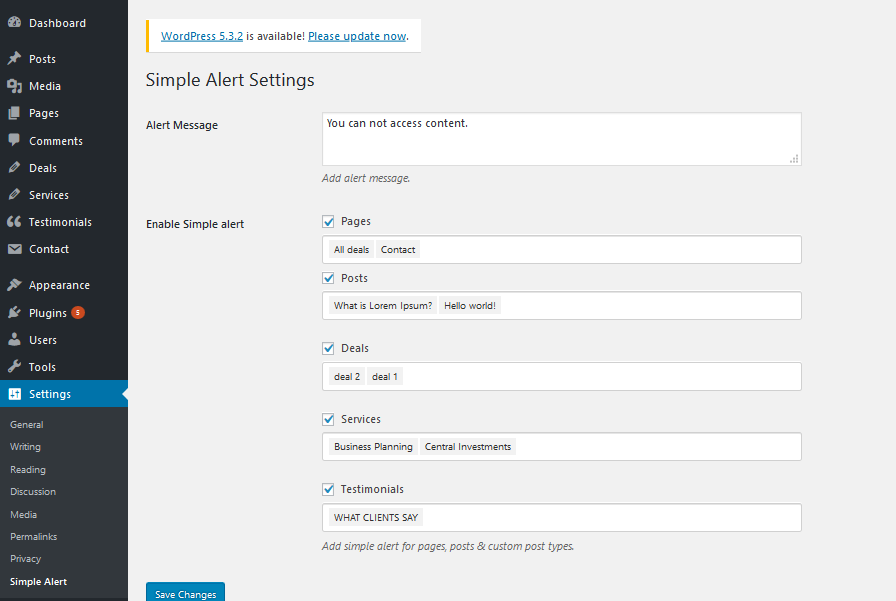 Dashboard
Posts
Media
Pages
Comments
Deals
Services
Testimonials
Contact
Appearance
Plugins 5
Users
Tools
Settings
General
Writing
Reading
Discussion
Media
Permalinks
Privacy
Simple Alert
WordPress 5.3.2 is available! Please update now.
Simple Alert Settings
Alert Message
You can not access content.
Add alert message.
Enable Simple alert
Pages
All deals Contact
Posts
What is Lorem Ipsum? Hello world!
Deals
deal 2 deal 1
Services
Business Planning Central Investments
Testimonials
WHAT CLIENTS SAY
Add simple alert for pages, posts & custom post types.
Save Changes